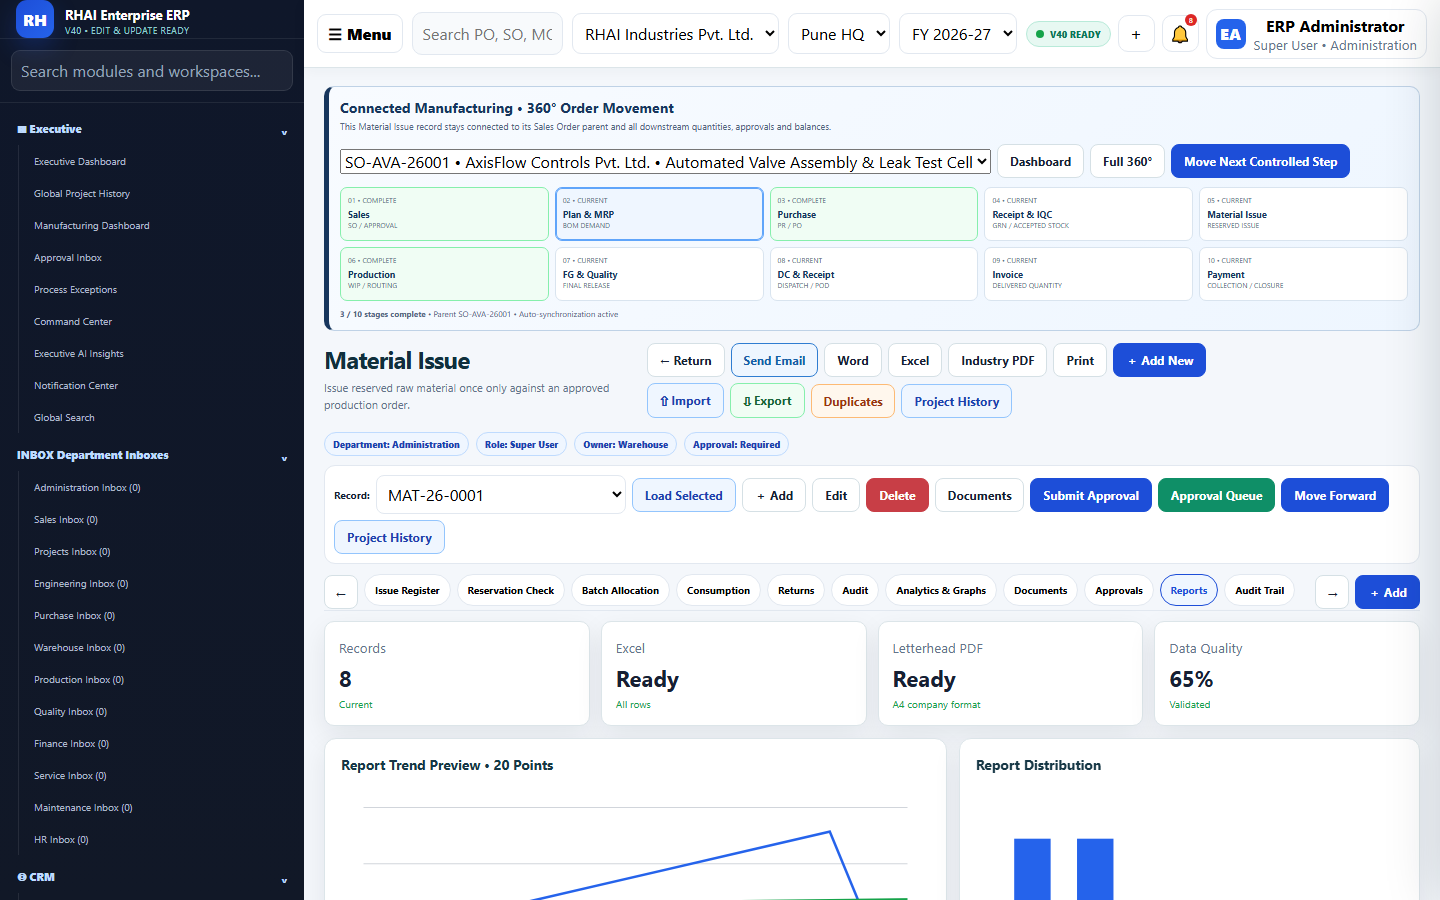 RH
RHAI Enterprise ERP
V40 • EDIT & UPDATE READY
Search modules and workspaces...
Executive
Executive Dashboard
Global Project History
Manufacturing Dashboard
Approval Inbox
Process Exceptions
Command Center
Executive AI Insights
Notification Center
Global Search
INBOX Department Inboxes
Administration Inbox (0)
Sales Inbox (0)
Projects Inbox (0)
Engineering Inbox (0)
Purchase Inbox (0)
Warehouse Inbox (0)
Production Inbox (0)
Quality Inbox (0)
Finance Inbox (0)
Service Inbox (0)
Maintenance Inbox (0)
HR Inbox (0)
CRM
☰ Menu
Search PO, SO, MC
RHAI Industries Pvt. Ltd.
Pune HQ
FY 2026-27
V40 READY
+
8
EA
ERP Administrator
Super User • Administration
Connected Manufacturing • 360° Order Movement
This Material Issue record stays connected to its Sales Order parent and all downstream quantities, approvals and balances.
SO-AVA-26001 • AxisFlow Controls Pvt. Ltd. • Automated Valve Assembly & Leak Test Cell
Dashboard
Full 360°
Move Next Controlled Step
01 • COMPLETE
Sales
SO / APPROVAL
02 • CURRENT
Plan & MRP
BOM DEMAND
03 • COMPLETE
Purchase
PR / PO
04 • CURRENT
Receipt & IQC
GRN / ACCEPTED STOCK
05 • CURRENT
Material Issue
RESERVED ISSUE
06 • COMPLETE
Production
WIP / ROUTING
07 • CURRENT
FG & Quality
FINAL RELEASE
08 • CURRENT
DC & Receipt
DISPATCH / POD
09 • CURRENT
Invoice
DELIVERED QUANTITY
10 • CURRENT
Payment
COLLECTION / CLOSURE
3 / 10 stages complete • Parent SO-AVA-26001 • Auto-synchronization active
Material Issue
Issue reserved raw material once only against an approved
production order.
← Return
Send Email
Word
Excel
Industry PDF
Print
+ Add New
⇧ Import
⇩ Export
Duplicates
Project History
Department: Administration
Role: Super User
Owner: Warehouse
Approval: Required
Record:
MAT-26-0001
Load Selected
+ Add
Edit
Delete
Documents
Submit Approval
Approval Queue
Move Forward
Project History
←
Issue Register
Reservation Check
Batch Allocation
Consumption
Returns
Audit
Analytics & Graphs
Documents
Approvals
Reports
Audit Trail
→
+ Add
Records
8
Current
Excel
Ready
All rows
Letterhead PDF
Ready
A4 company format
Data Quality
65%
Validated
Report Trend Preview • 20 Points
Report Distribution